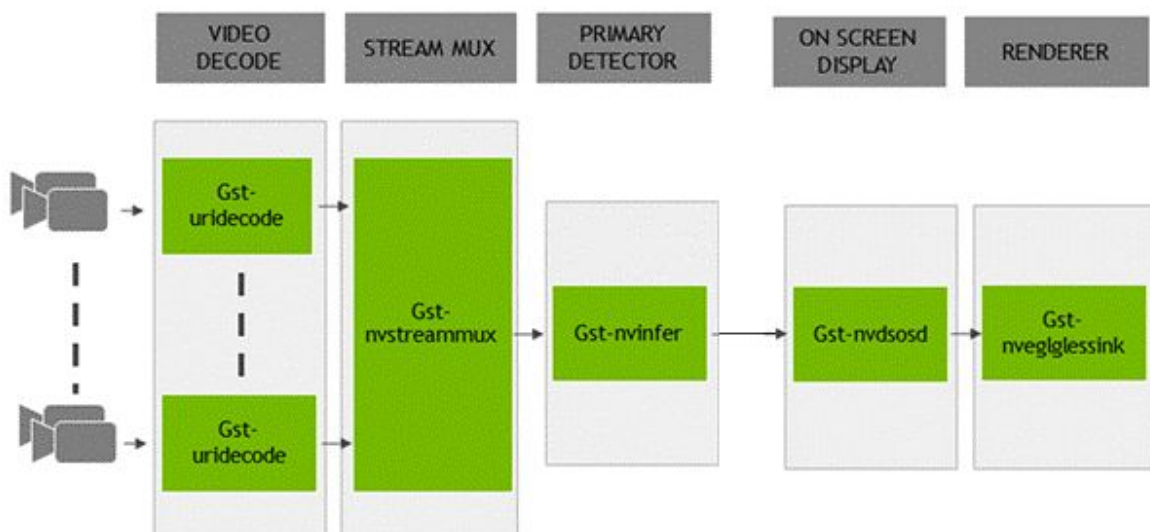 VIDEO
DECODE
STREAM MUX
PRIMARY
DETECTOR
ON SCREEN
DISPLAY
RENDERER
Gst-
uridecode
Gst-
nvstreammux
Gst-nvinfer
Gst-nvdsosd
Gst-
nveglglessink
Gst-
uridecode